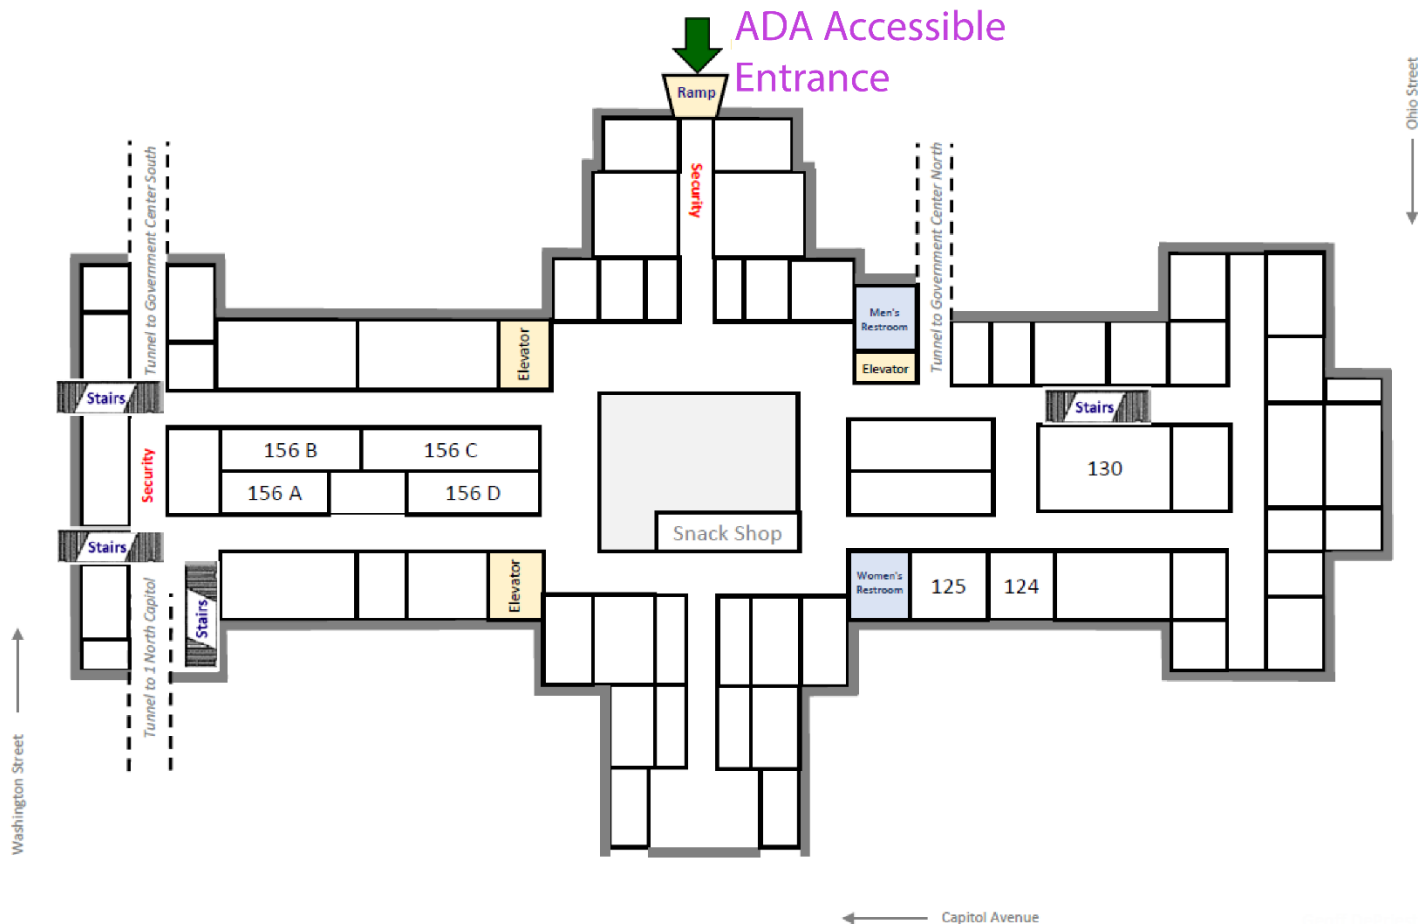 ADA Accessible
Entrance
Ramp
Security
Ohio Street
Tunnel to Government Center South
Tunnel to Government Center North
Men's
Restroom
Elevator
Elevator
Stairs
Stairs
Security
156 B
156 C
156 A
156 D
130
Snack Shop
Stairs
Stairs
Elevator
Women's
Restroom
125
124
Tunnel to 1 North Capitol
Washington Street
Capitol Avenue